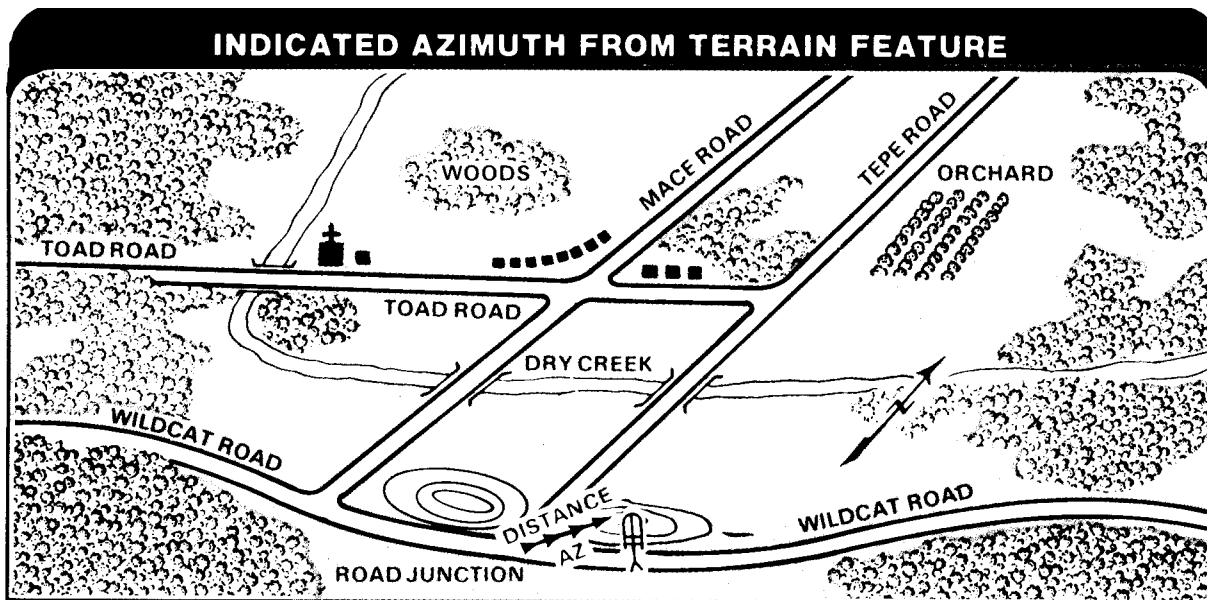 INDICATED AZIMUTH FROM TERRAIN FEATURE
WOODS
MACE ROAD
TEPE ROAD
ORCHARD
TOAD ROAD
TOAD ROAD
DRY CREEK
N
WILDCAT ROAD
DISTANCE
AZ
WILDCAT ROAD
ROAD JUNCTION